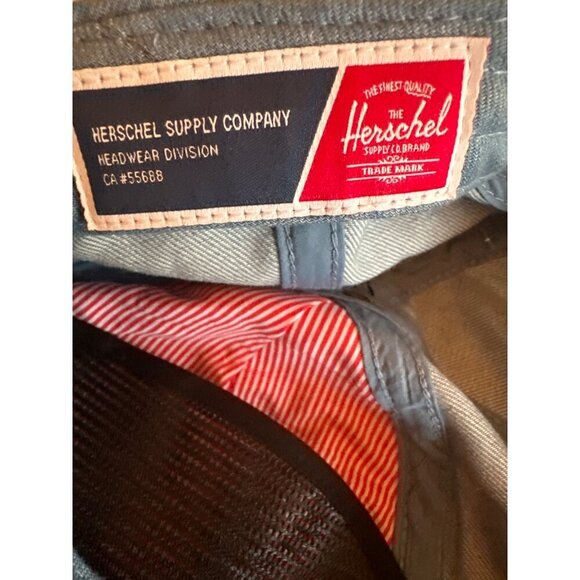 HERSCHEL SUPPLY COMPANY
HEADWEAR DIVISION
CA #55688
THE FINEST QUALITY
THE
Herschel
SUPPLY CO. BRAND
TRADE MARK